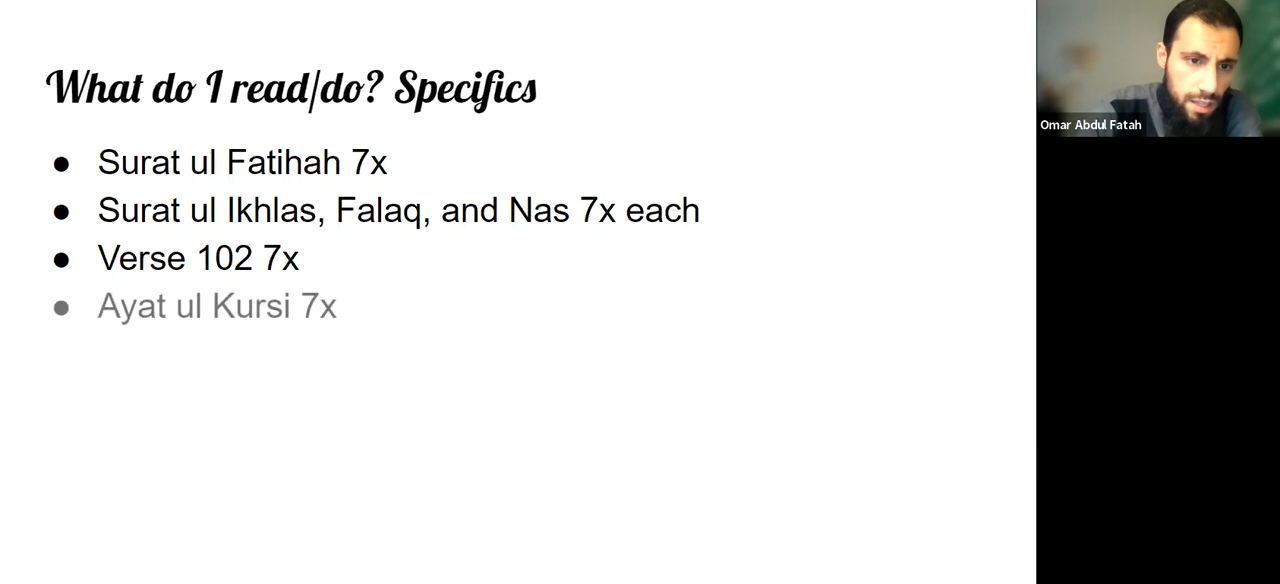 What do I read/do? Specifics
● Surat ul Fatihah 7x
● Surat ul Ikhlas, Falaq, and Nas 7x each
● Verse 102 7x
● Ayat ul Kursi 7x
Omar Abdul Fatah